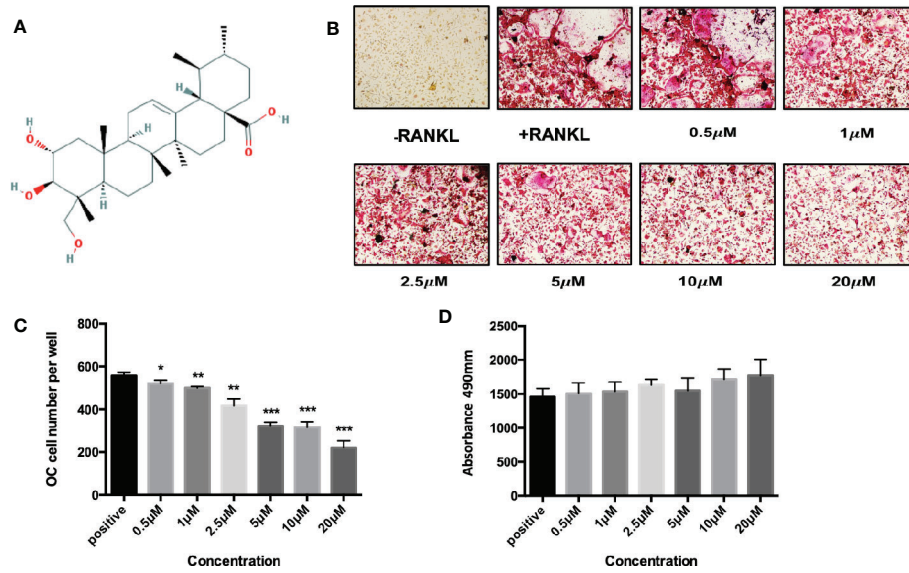 A
H
H
O
O
H
H
H
H
O
H
O
O
H
B
-RANKL
+RANKL
0.5μM
1μM
2.5μM
5μM
10μM
20μM
C
OC cell number per well
800
600
400
200
0
*
**
**
***
***
***
positive
0.5μM
1μM
2.5μM
5μM
10μM
20μM
Concentration
D
Absorbance 490mm
2500
2000
1500
1000
500
0
positive
0.5μM
1μM
2.5μM
5μM
10μM
20μM
Concentration